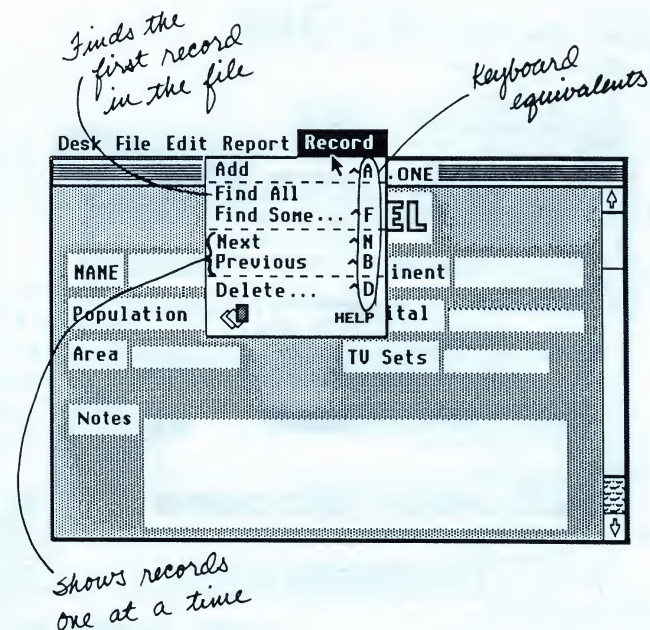 Finds the
first record
in the file
Keyboard
equivalents
Desk File Edit Report Record
.ONE
Add ^A
Find All
Find Some... ^F
EL
Next ^N
Previous ^B
Delete... ^D
HELP
NAME
inent
Population
ital
Area
TV Sets
Notes
Shows records
one at a time